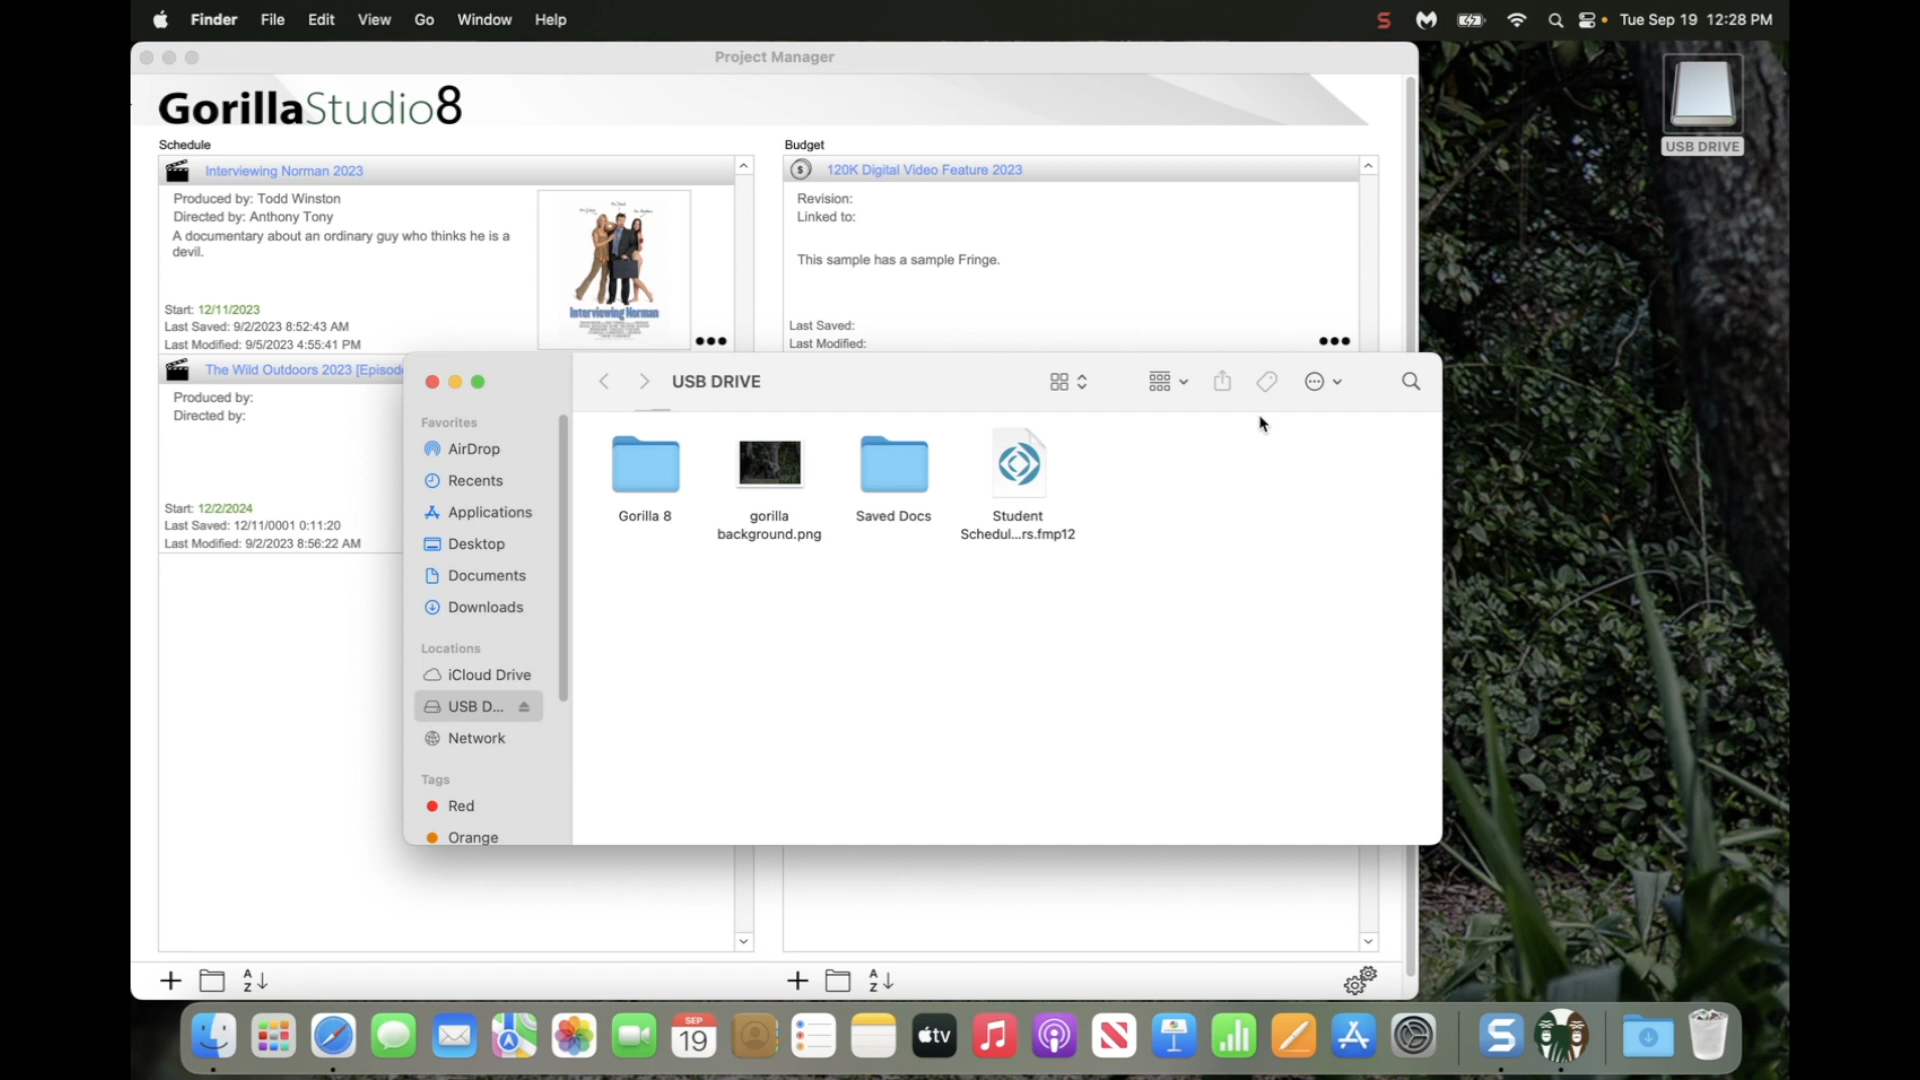 Finder File Edit View Go Window Help
Tue Sep 19 12:28 PM
Project Manager
GorillaStudio8
USB DRIVE
Schedule
Budget
Interviewing Norman 2023
Produced by: Todd Winston
Directed by: Anthony Tony
A documentary about an ordinary guy who thinks he is a
devil.
Interviewing Norman
Start: 12/11/2023
Last Saved: 9/2/2023 8:52:43 AM
Last Modified: 9/5/2023 4:55:41 PM
120K Digital Video Feature 2023
Revision:
Linked to:
This sample has a sample Fringe.
Last Saved:
Last Modified:
The Wild Outdoors 2023 [Episod
Produced by:
Directed by:
Start: 12/2/2024
Last Saved: 12/11/0001 0:11:20
Last Modified: 9/2/2023 8:56:22 AM
USB DRIVE
Favorites
AirDrop
Recents
Applications
Desktop
Documents
Downloads
Locations
iCloud Drive
USB D...
Network
Tags
Red
Orange
Gorilla 8
gorilla
background.png
Saved Docs
Student
Schedul...rs.fmp12
A
Z
A
Z
SEP
19
tv